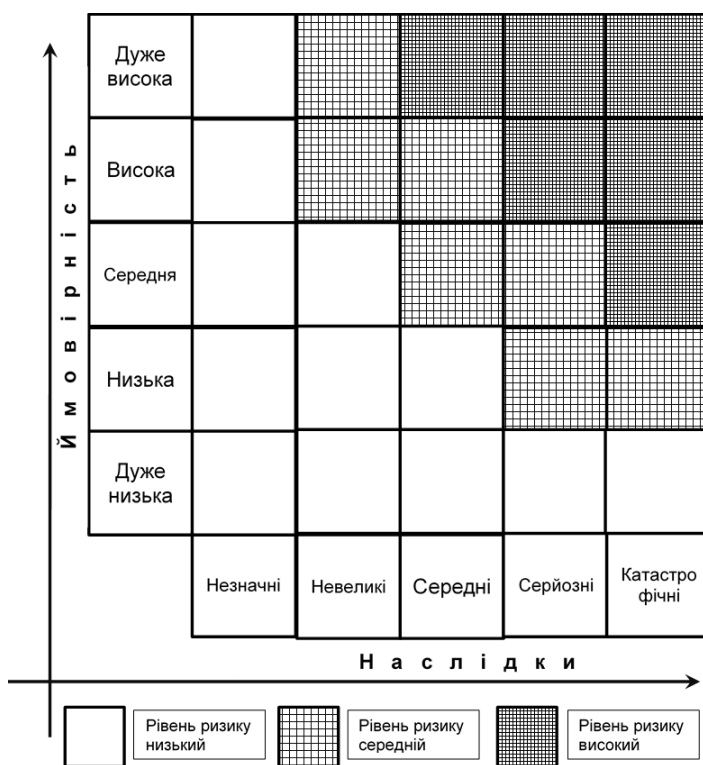 Дуже
висока
Висока
Середня
Низька
Дуже
низька
Ймовірність
Незначні
Невеликі
Середні
Серйозні
Катастро
фічні
Наслідки
Рівень ризику
низький
Рівень ризику
середній
Рівень ризику
високий